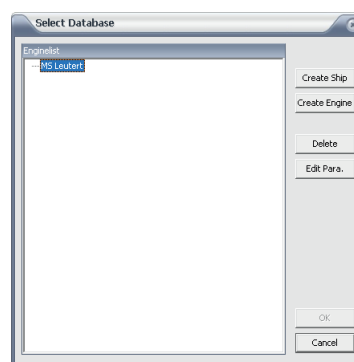 Select Database
Enginelist
MS Leutert
Create Ship
Create Engine
Delete
Edit Para.
OK
Cancel